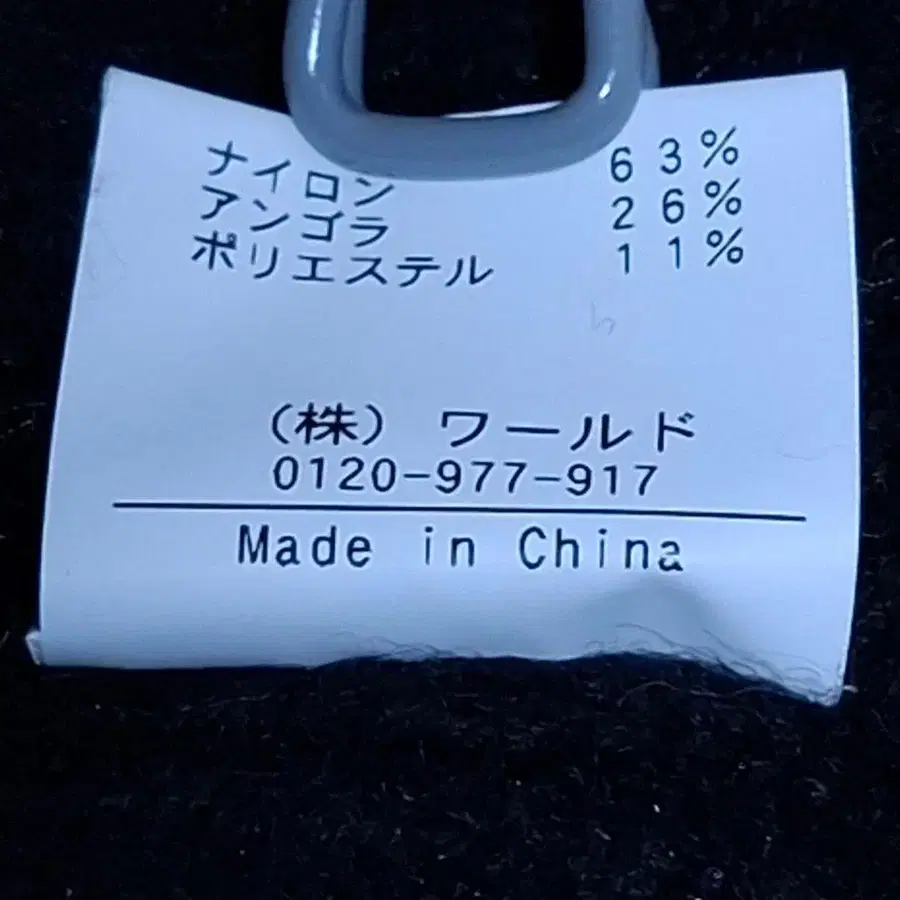 ナイロン 63%
アンゴラ 26%
ポリエステル 11%
(株) ワールド
0120-977-917
Made in China